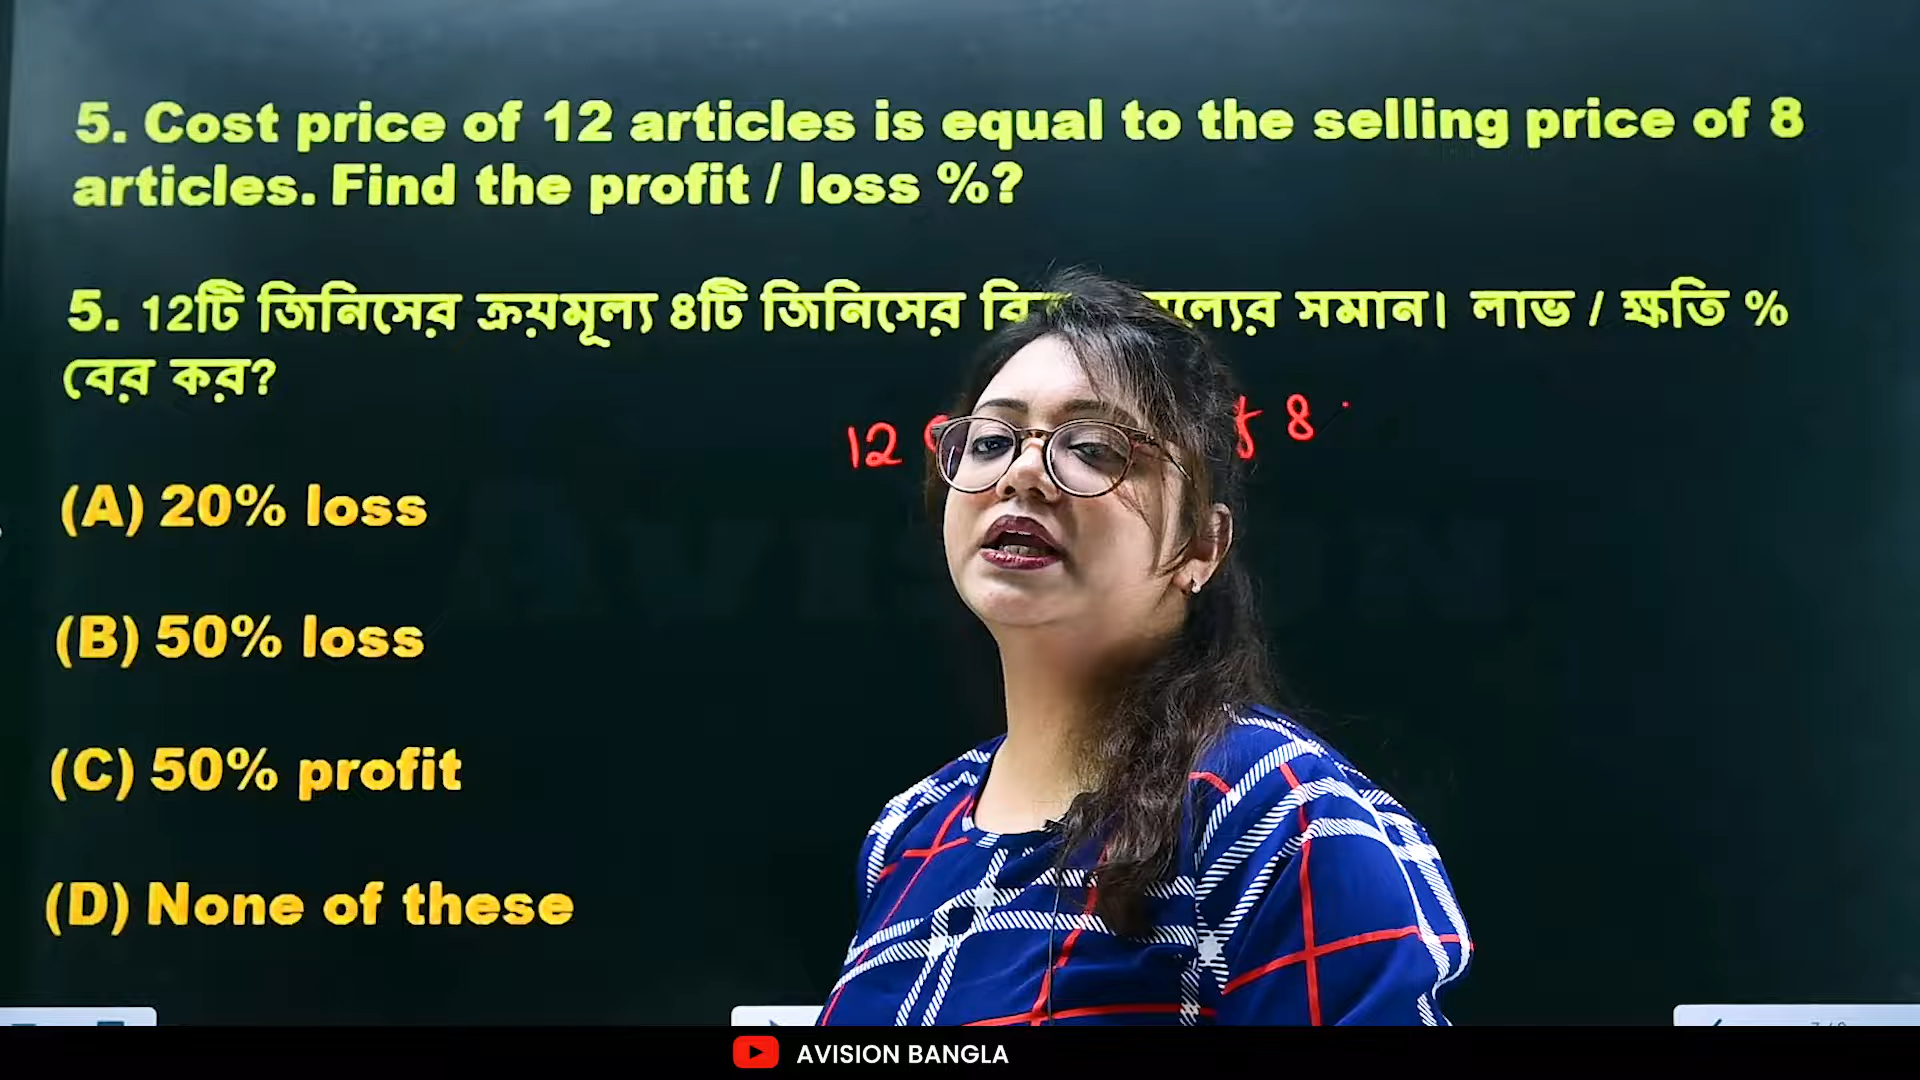 5. Cost price of 12 articles is equal to the selling price of 8
articles. Find the profit / loss %?
5. 12টি জিনিসের ক্রয়মূল্য ৪টি জিনিসের সমান। লাভ / ক্ষতি %
বের কর?
12 8
(A) 20% loss
(B) 50% loss
(C) 50% profit
(D) None of these
AVISION BANGLA